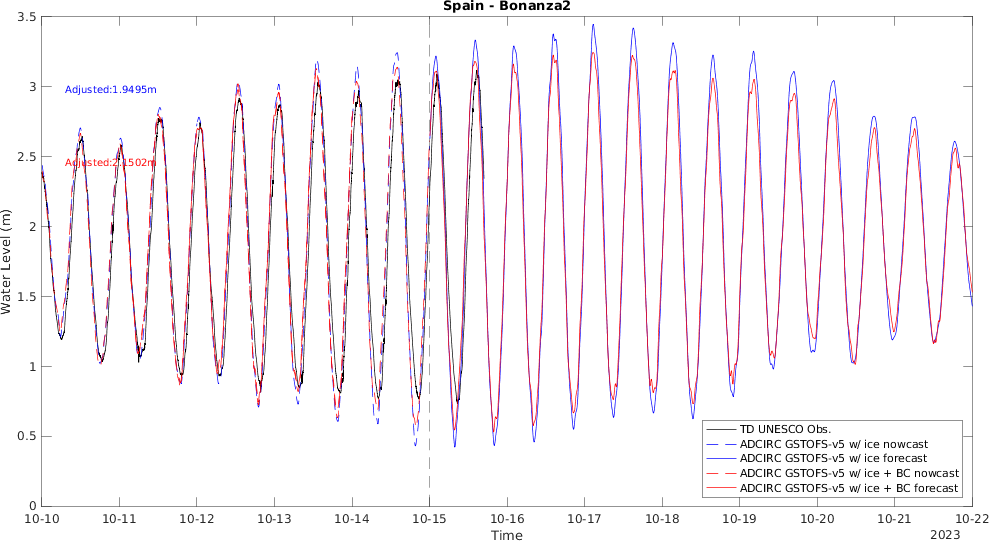 Spain - Bonanza2
3.5
3
2.5
2
1.5
1
0.5
0
Water Level (m)
Adjusted:1.9495m
Adjusted:2.1502m
TD UNESCO Obs.
ADCIRC GSTOFS-v5 w/ ice nowcast
ADCIRC GSTOFS-v5 w/ ice forecast
ADCIRC GSTOFS-v5 w/ ice + BC nowcast
ADCIRC GSTOFS-v5 w/ ice + BC forecast
10-10 10-11 10-12 10-13 10-14 10-15 10-16 10-17 10-18 10-19 10-20 10-21 10-22
Time
2023